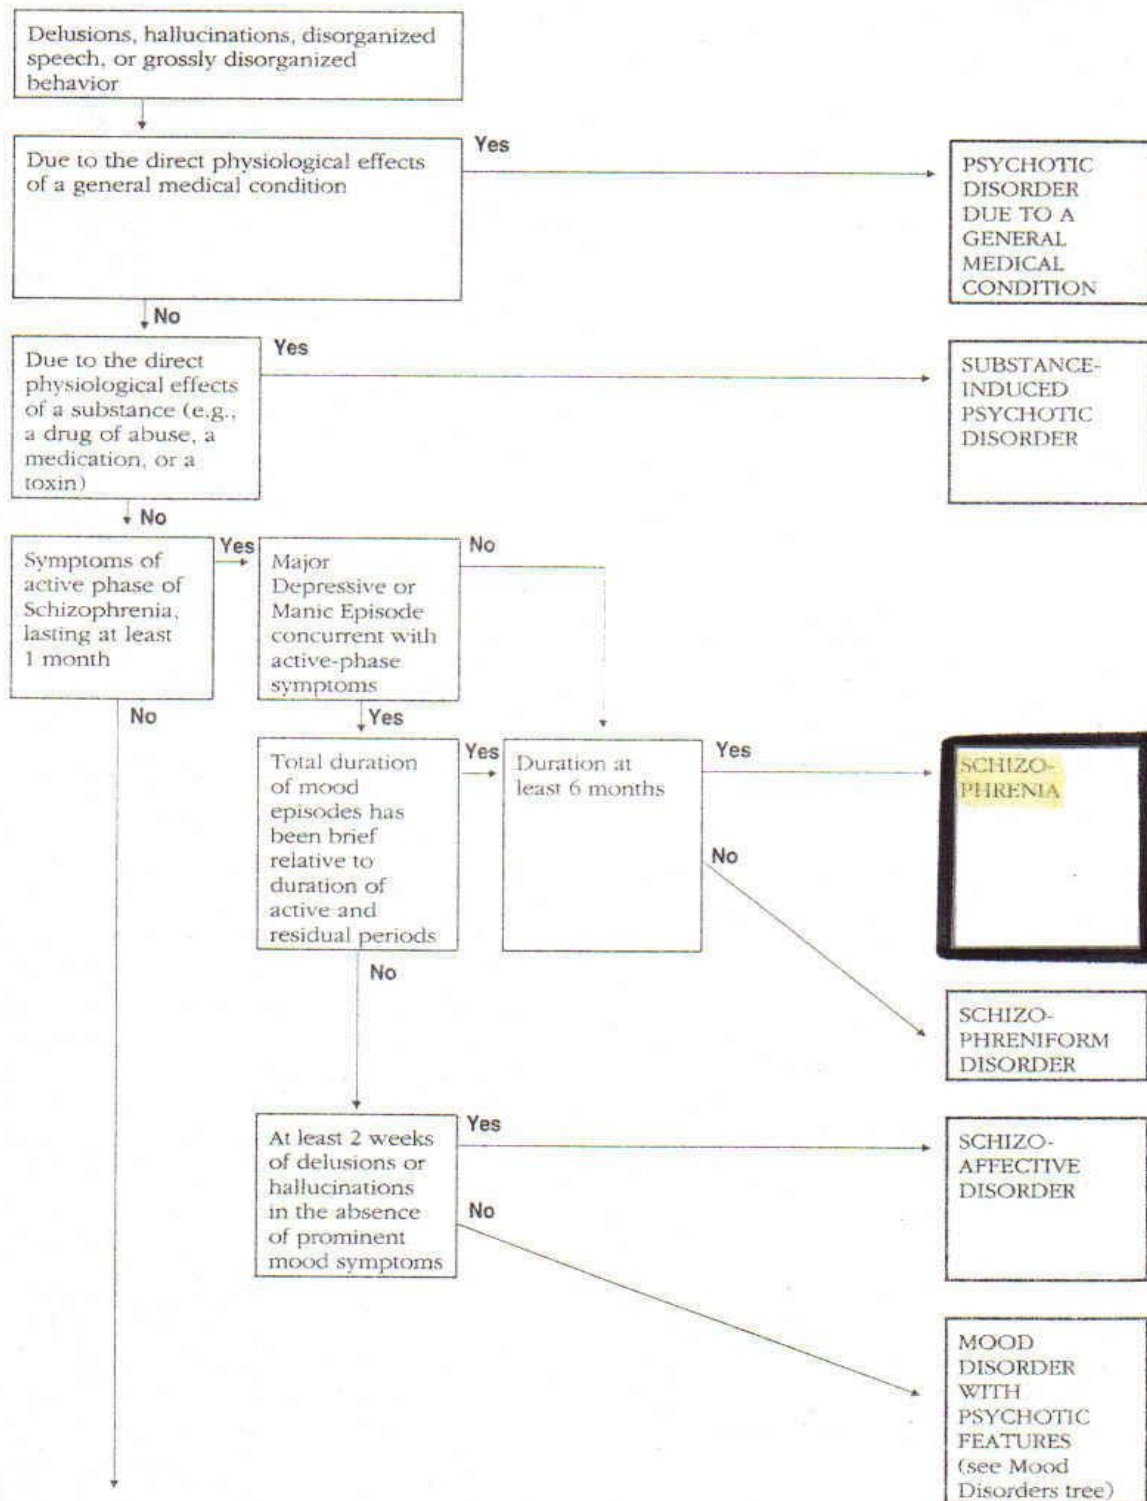 Delusions, hallucinations, disorganized
speech, or grossly disorganized
behavior
Due to the direct physiological effects
of a general medical condition
Yes
PSYCHOTIC
DISORDER
DUE TO A
GENERAL
MEDICAL
CONDITION
No
Due to the direct
physiological effects
of a substance (e.g.,
a drug of abuse, a
medication, or a
toxin)
Yes
SUBSTANCE-
INDUCED
PSYCHOTIC
DISORDER
No
Symptoms of
active phase of
Schizophrenia,
lasting at least
1 month
Yes
Major
Depressive or
Manic Episode
concurrent with
active-phase
symptoms
No
No
Yes
Total duration
of mood
episodes has
been brief
relative to
duration of
active and
residual periods
Yes
Duration at
least 6 months
Yes
SCHIZO-
PHRENIA
No
SCHIZO-
PHRENIFORM
DISORDER
No
At least 2 weeks
of delusions or
hallucinations
in the absence
of prominent
mood symptoms
Yes
SCHIZO-
AFFECTIVE
DISORDER
No
MOOD
DISORDER
WITH
PSYCHOTIC
FEATURES
(see Mood
Disorders tree)